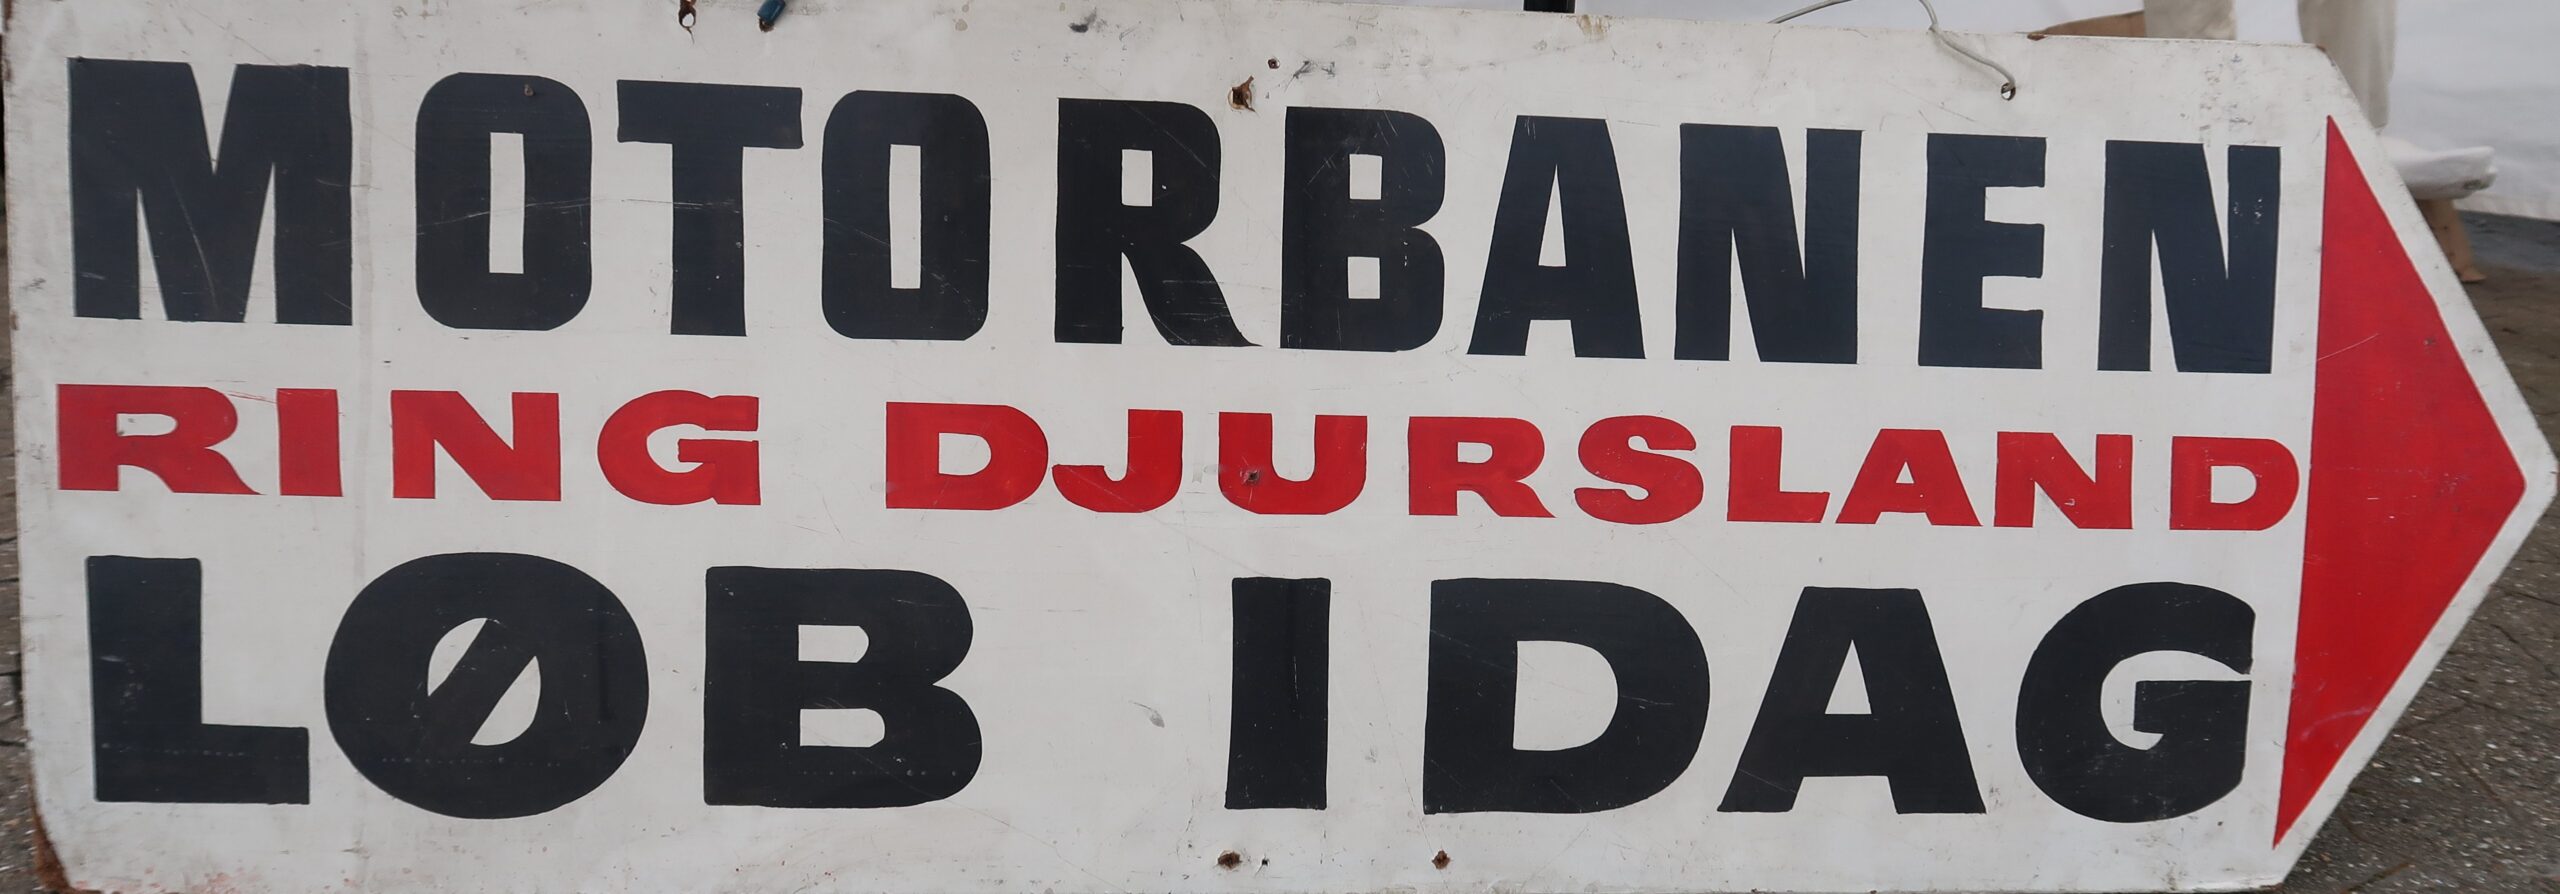 MOTORBANEN
RING DJURSLAND
LØB IDAG